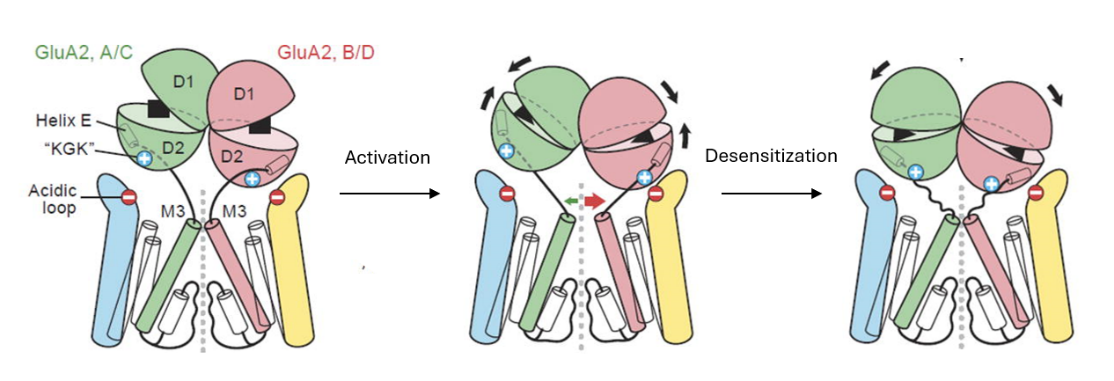 GluA2, A/C
GluA2, B/D
D1
D1
Helix E
"KGK"
D2
D2
Acidic
loop
M3
M3
Activation
Desensitization